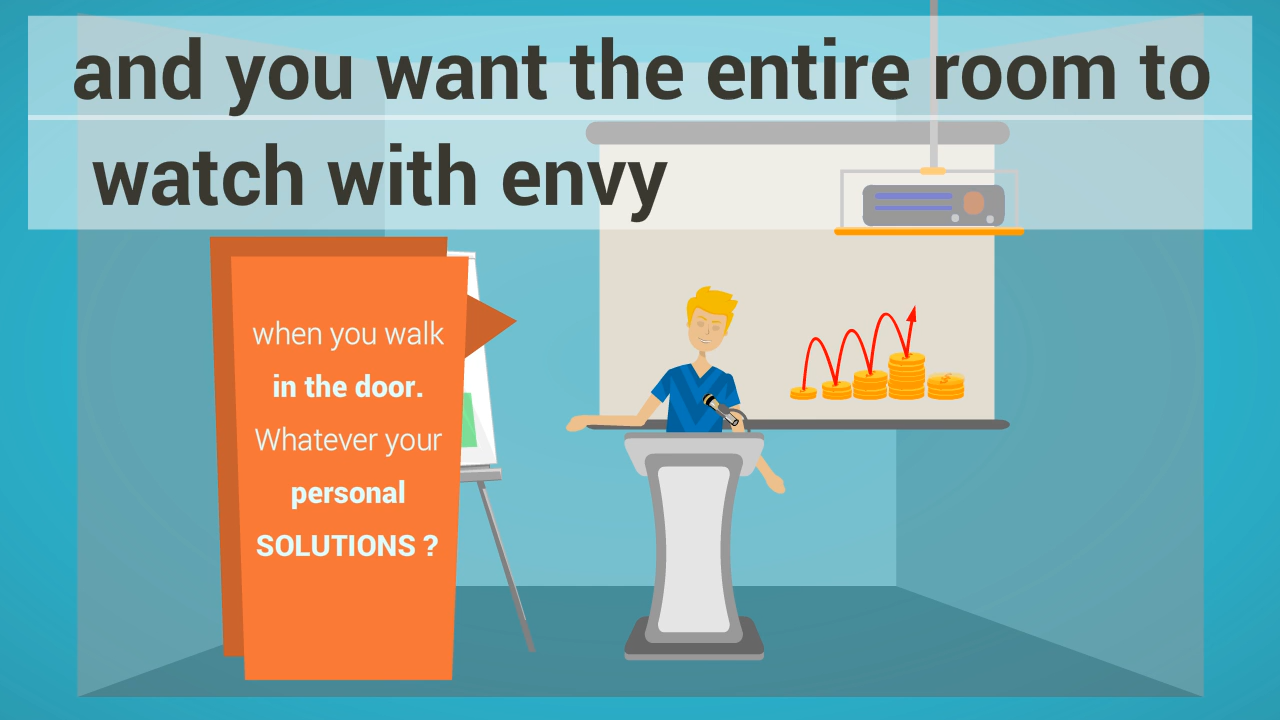 and you want the entire room to
watch with envy
when you walk
in the door.
Whatever your
personal
SOLUTIONS ?